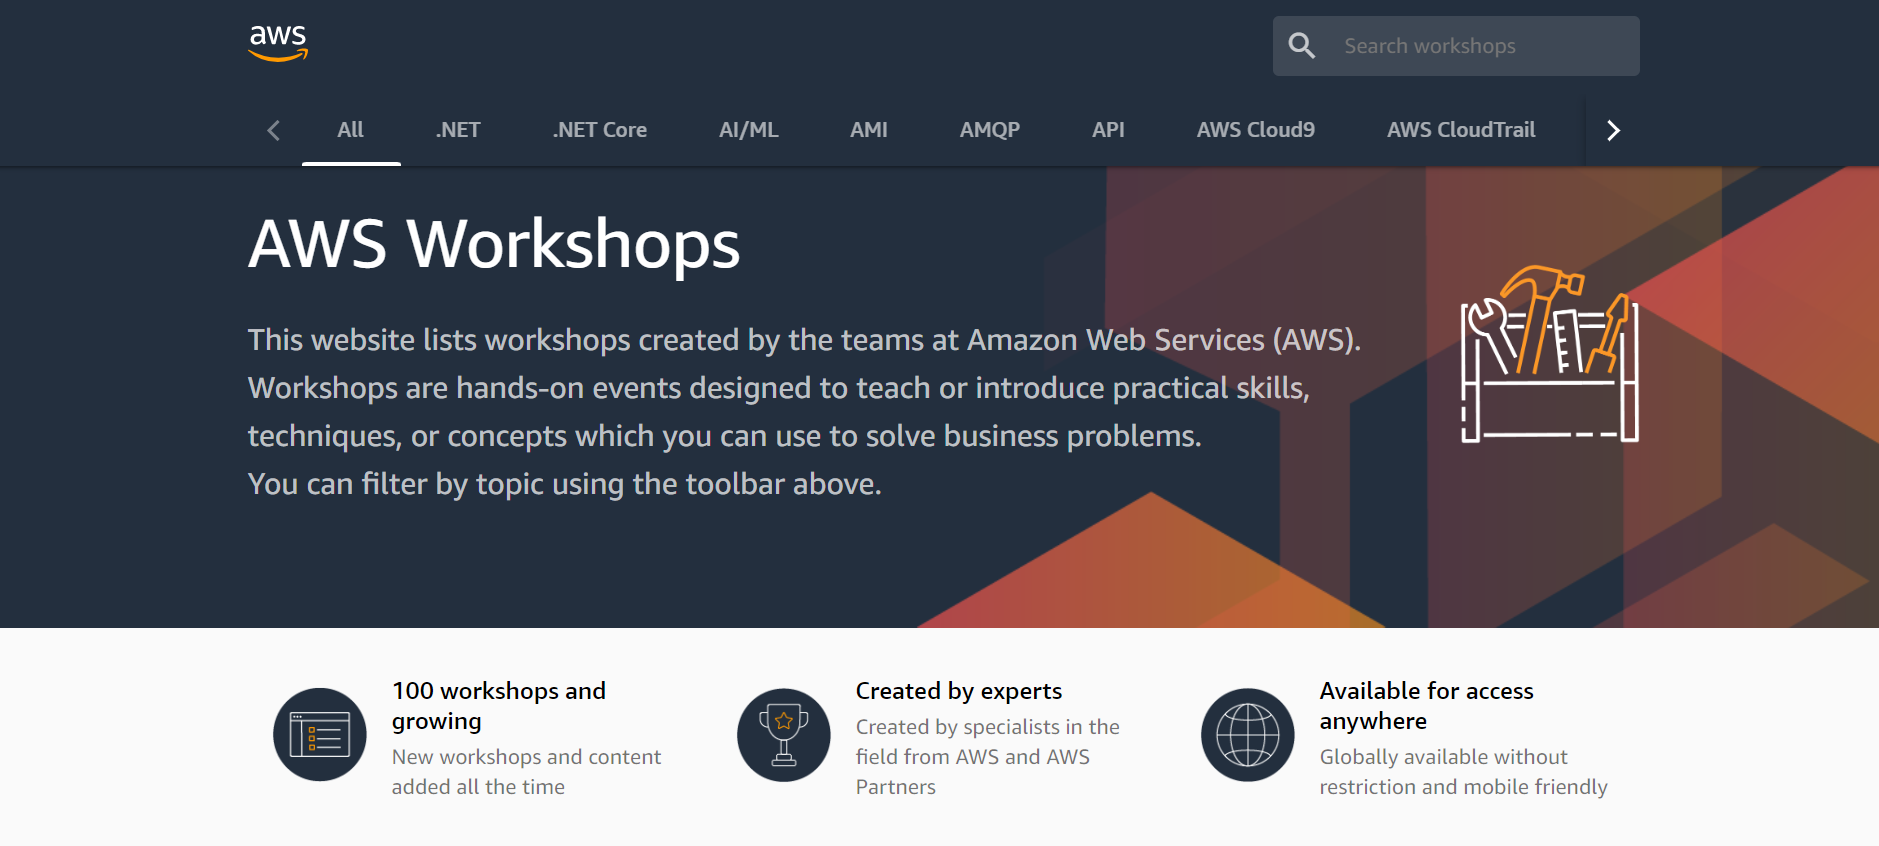 aws
Search workshops
All
.NET
.NET Core
AI/ML
AMI
AMQP
API
AWS Cloud9
AWS CloudTrail
AWS Workshops
This website lists workshops created by the teams at Amazon Web Services (AWS).
Workshops are hands-on events designed to teach or introduce practical skills,
techniques, or concepts which you can use to solve business problems.
You can filter by topic using the toolbar above.
100 workshops and
growing
New workshops and content
added all the time
Created by experts
Created by specialists in the
field from AWS and AWS
Partners
Available for access
anywhere
Globally available without
restriction and mobile friendly